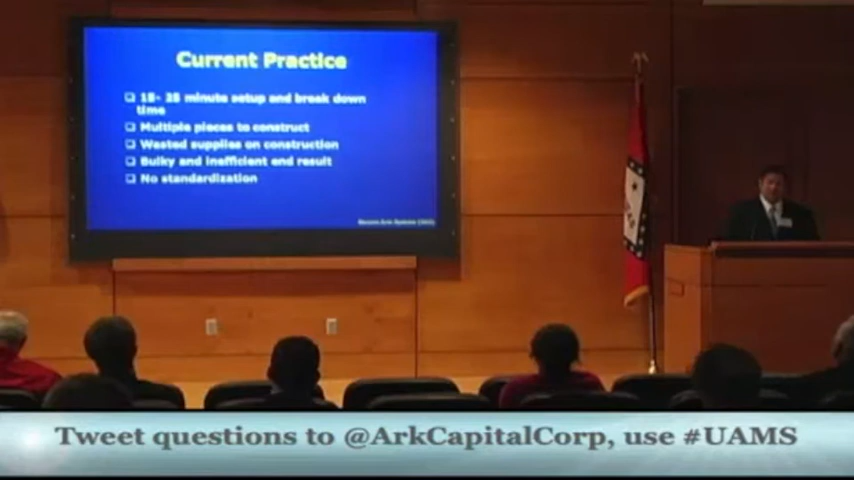 Current Practice
❑ 15- 25 minute setup and break down
time
❑ Multiple pieces to construct
❑ Wasted supplies on construction
❑ Bulky and inefficient end result
❑ No standardization
Tweet questions to @ArkCapitalCorp, use #UAMS